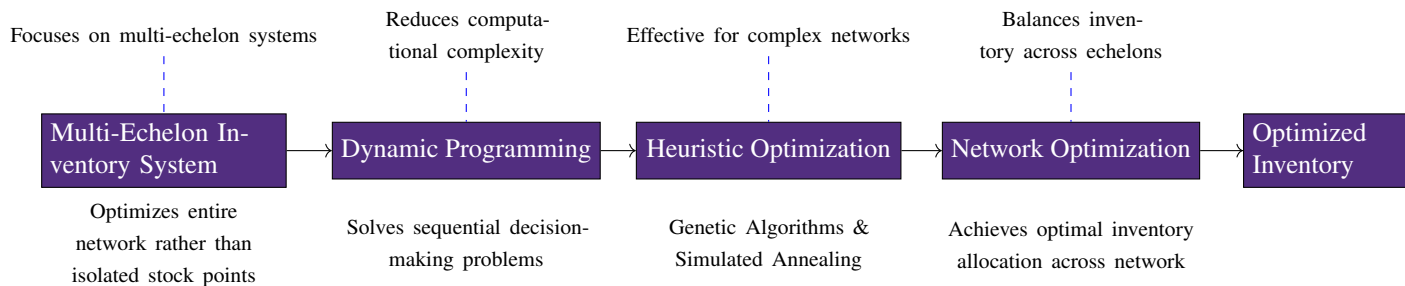 Focuses on multi-echelon systems
Reduces computa-
tional complexity
Effective for complex networks
Balances inven-
tory across echelons
Multi-Echelon In-
ventory System
Dynamic Programming
Heuristic Optimization
Network Optimization
Optimized
Inventory
Optimizes entire
network rather than
isolated stock points
Solves sequential decision-
making problems
Genetic Algorithms &
Simulated Annealing
Achieves optimal inventory
allocation across network